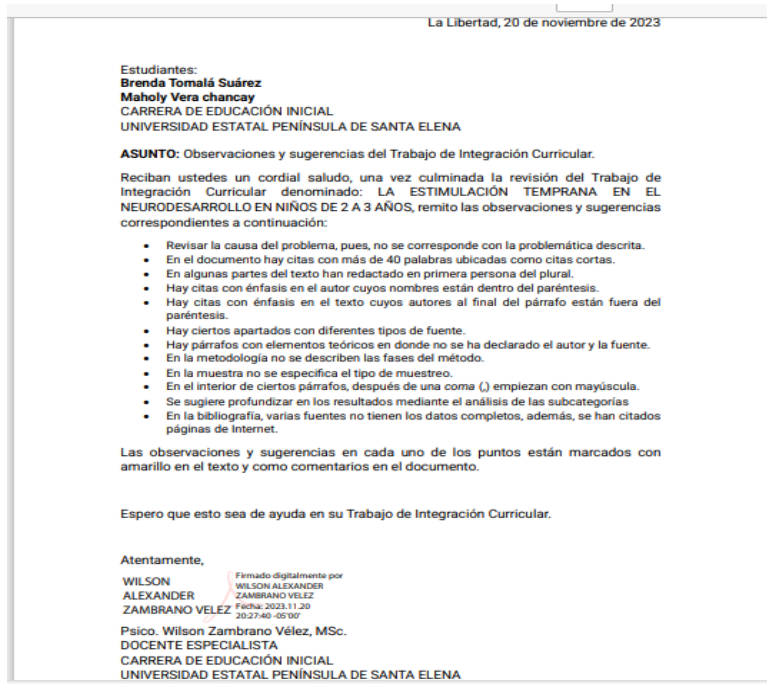 La Libertad, 20 de noviembre de 2023
Estudiantes:
Brenda Tomalá Suárez
Maholy Vera chancay
CARRERA DE EDUCACIÓN INICIAL
UNIVERSIDAD ESTATAL PENÍNSULA DE SANTA ELENA
ASUNTO: Observaciones y sugerencias del Trabajo de Integración Curricular.
Reciban ustedes un cordial saludo, una vez culminada la revisión del Trabajo de
Integración Curricular denominado: LA ESTIMULACIÓN TEMPRANA EN EL
NEURODESARROLLO EN NIÑOS DE 2 A 3 AÑOS, remito las observaciones y sugerencias
correspondientes a continuación:
• Revisar la causa del problema, pues, no se corresponde con la problemática descrita.
• En el documento hay citas con más de 40 palabras ubicadas como citas cortas.
• En algunas partes del texto han redactado en primera persona del plural.
• Hay citas con énfasis en el autor cuyos nombres están dentro del paréntesis.
• Hay citas con énfasis en el texto cuyos autores al final del párrafo están fuera del
paréntesis.
• Hay ciertos apartados con diferentes tipos de fuente.
• Hay párrafos con elementos teóricos en donde no se ha declarado el autor y la fuente.
• En la metodología no se describen las fases del método.
• En la muestra no se especifica el tipo de muestreo.
• En el interior de ciertos párrafos, después de una coma (,) empiezan con mayúscula.
• Se sugiere profundizar en los resultados mediante el análisis de las subcategorías
• En la bibliografía, varias fuentes no tienen los datos completos, además, se han citados
páginas de Internet.
Las observaciones y sugerencias en cada uno de los puntos están marcados con
amarillo en el texto y como comentarios en el documento.
Espero que esto sea de ayuda en su Trabajo de Integración Curricular.
Atentamente,
WILSON
ALEXANDER
ZAMBRANO VELEZ
Firmado digitalmente por
WILSON ALEXANDER
ZAMBRANO VELEZ
Fecha: 2023.11.20
20:27:40 -05'00'
Psico. Wilson Zambrano Vélez, MSc.
DOCENTE ESPECIALISTA
CARRERA DE EDUCACIÓN INICIAL
UNIVERSIDAD ESTATAL PENÍNSULA DE SANTA ELENA